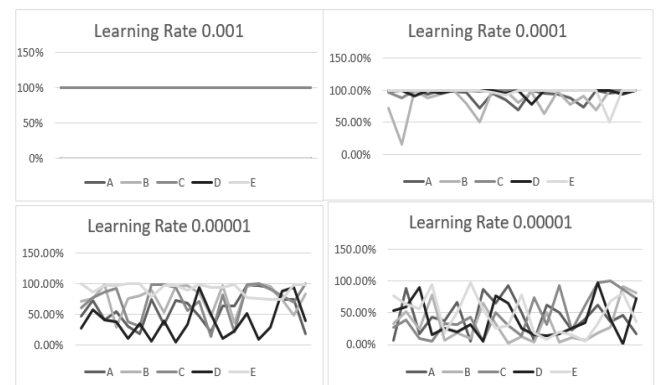 Learning Rate 0.001
150%
100%
50%
0%
A B C D E
Learning Rate 0.0001
150.00%
100.00%
50.00%
0.00%
A B C D E
Learning Rate 0.00001
150.00%
100.00%
50.00%
0.00%
A B C D E
Learning Rate 0.00001
150.00%
100.00%
50.00%
0.00%
A B C D E